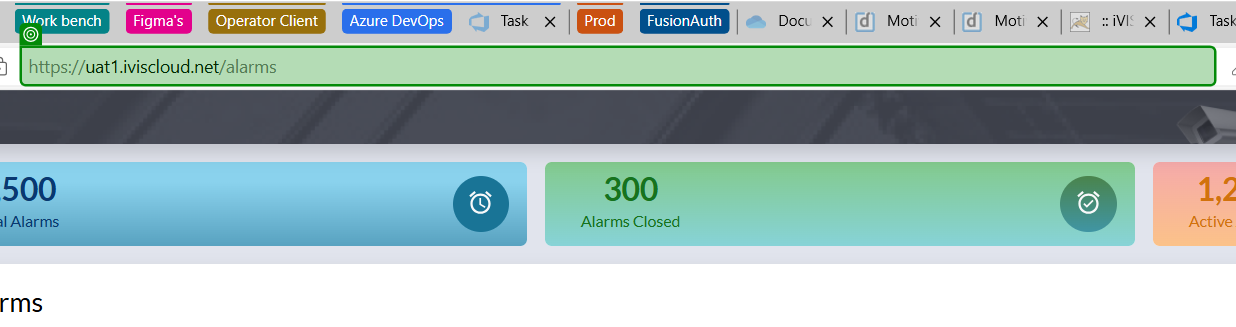 Work bench Figma's Operator Client Azure DevOps Task Prod FusionAuth Docu Moti Moti :: iVIS Task
https://uat1.iviscloud.net/alarms
500 300 1,2
al Alarms Alarms Closed Active
rms